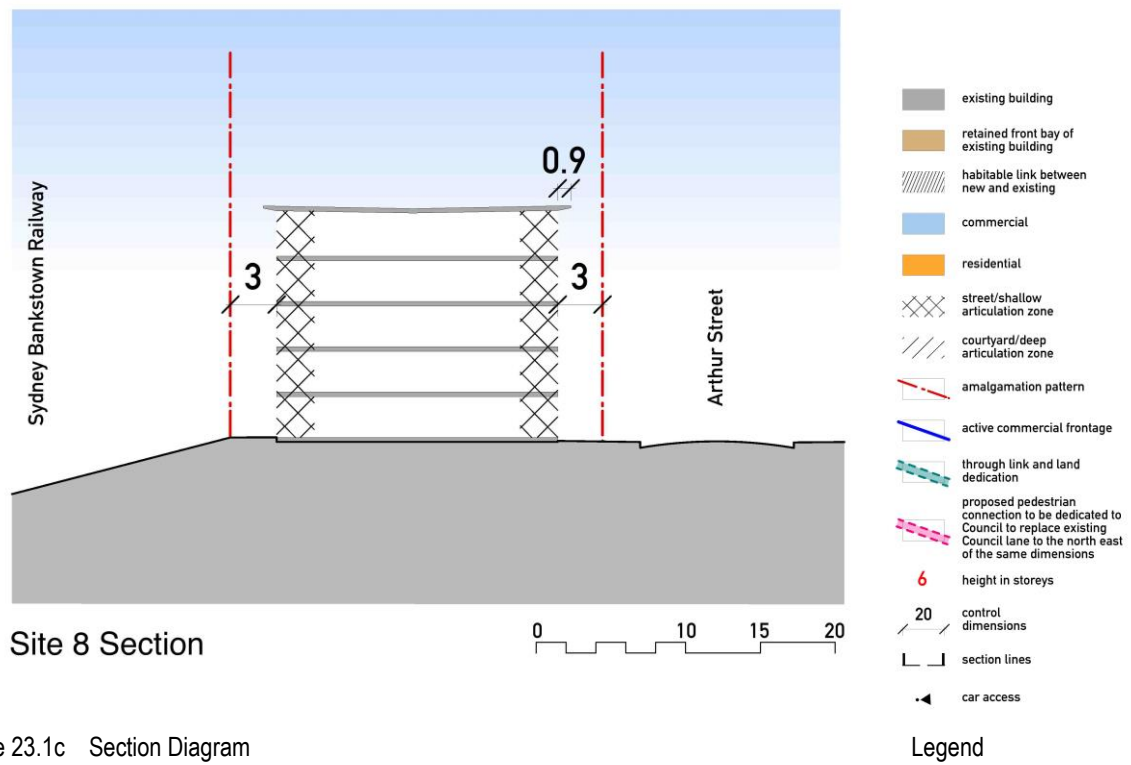 Sydney Bankstown Railway
3
0.9
3
Arthur Street
existing building
retained front bay of
existing building
habitable link between
new and existing
commercial
residential
street/shallow
articulation zone
courtyard/deep
articulation zone
amalgamation pattern
active commercial frontage
through link and land
dedication
proposed pedestrian
connection to be dedicated to
Council to replace existing
Council lane to the north east
of the same dimensions
6 height in storeys
20 control
dimensions
section lines
car access
Site 8 Section
0 10 15 20
e 23.1c Section Diagram
Legend